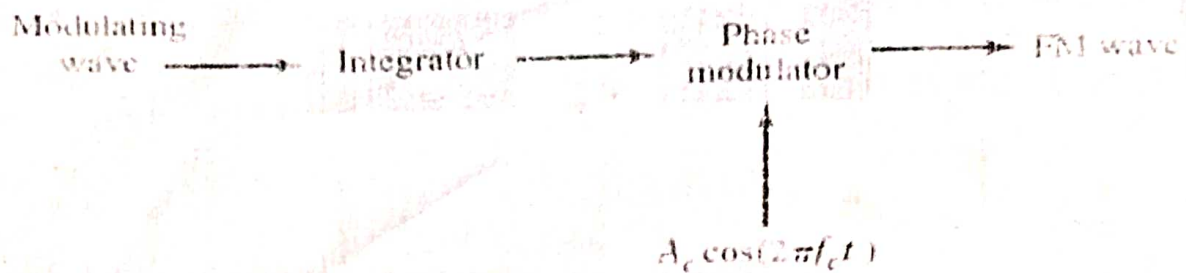 Modulating
wave
Integrator
Phase
modulator
FM wave
A_c cos(2πf_c t)